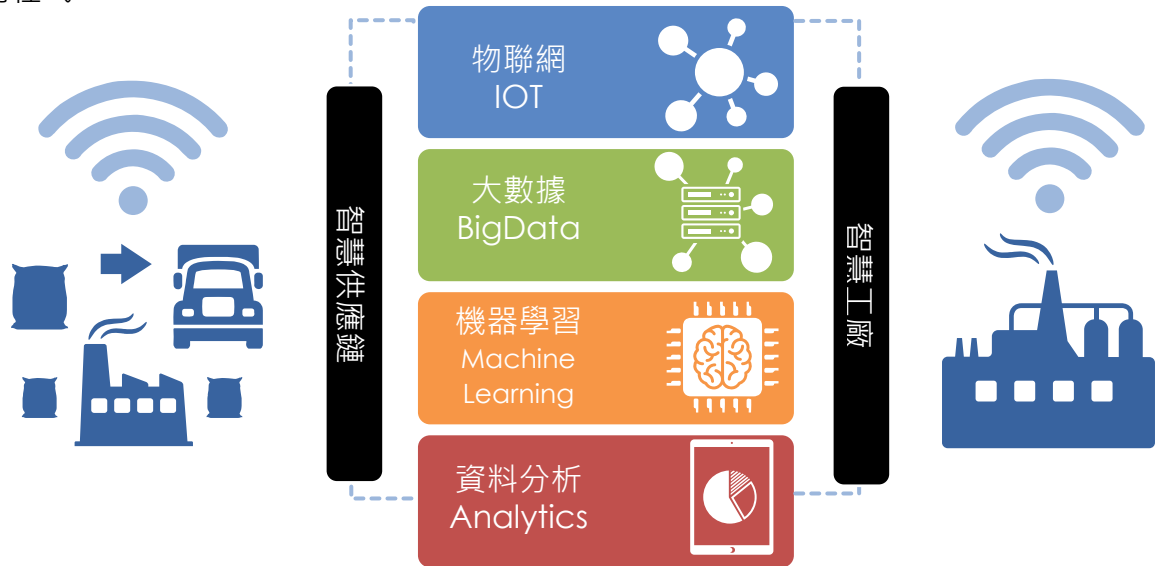 智慧供應鏈
物聯網
IOT
大數據
BigData
機器學習
Machine
Learning
資料分析
Analytics
智慧工廠